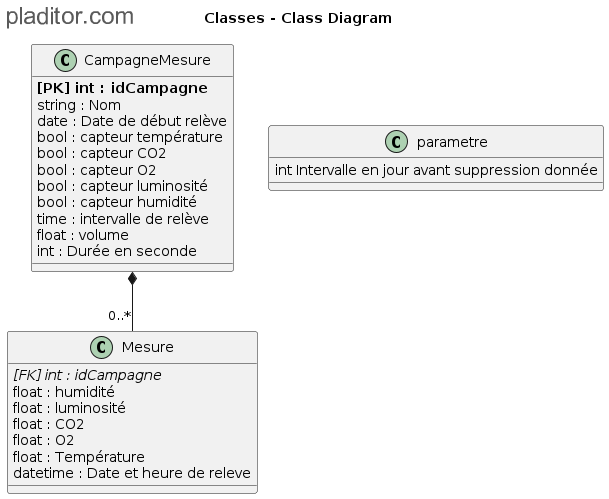 pladitor.com
Classes - Class Diagram
C CampagneMesure
[PK] int : idCampagne
string : Nom
date : Date de début relève
bool : capteur température
bool : capteur CO2
bool : capteur O2
bool : capteur luminosité
bool : capteur humidité
time : intervalle de relève
float : volume
int : Durée en seconde
C parametre
int Intervalle en jour avant suppression donnée
0..*
C Mesure
[FK] int : idCampagne
float : humidité
float : luminosité
float : CO2
float : O2
float : Température
datetime : Date et heure de releve